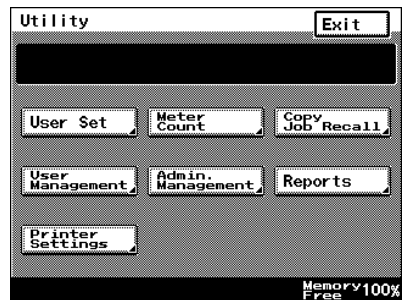 Utility
Exit
User Set
Meter
Count
Copy
Job Recall
User
Management
Admin.
Management
Reports
Printer
Settings
Memory 100%
Free